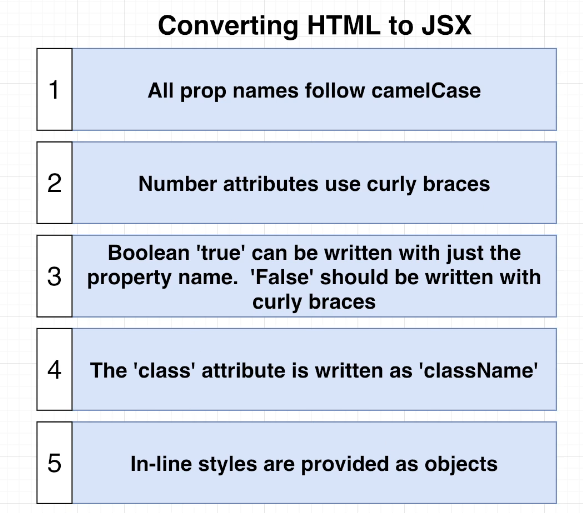 Converting HTML to JSX
1
All prop names follow camelCase
2
Number attributes use curly braces
3
Boolean 'true' can be written with just the
property name.  'False' should be written with
curly braces
4
The 'class' attribute is written as 'className'
5
In-line styles are provided as objects